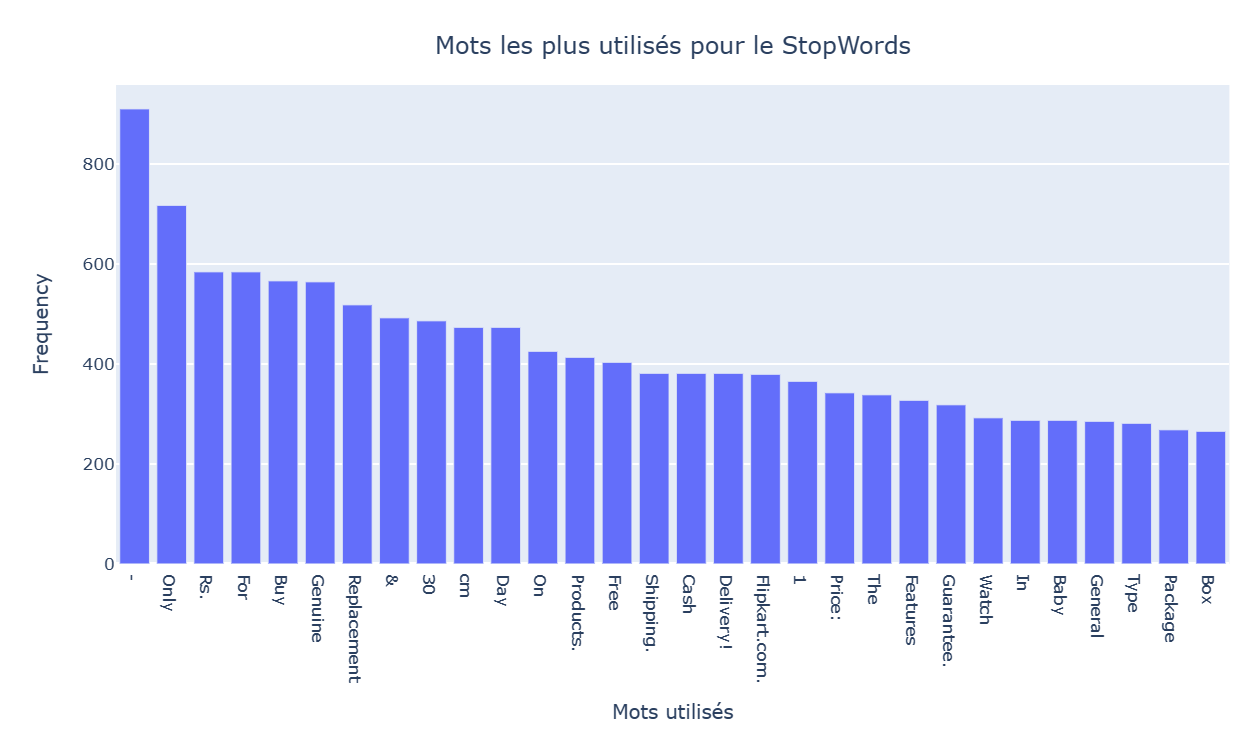 Mots les plus utilisés pour le StopWords
Frequency
800
600
400
200
0
-
Only
Rs.
For
Buy
Genuine
Replacement
&
30
cm
Day
On
Products.
Free
Shipping.
Cash
Delivery!
Flipkart.com.
1
Price:
The
Features
Guarantee.
Watch
In
Baby
General
Type
Package
Box
Mots utilisés